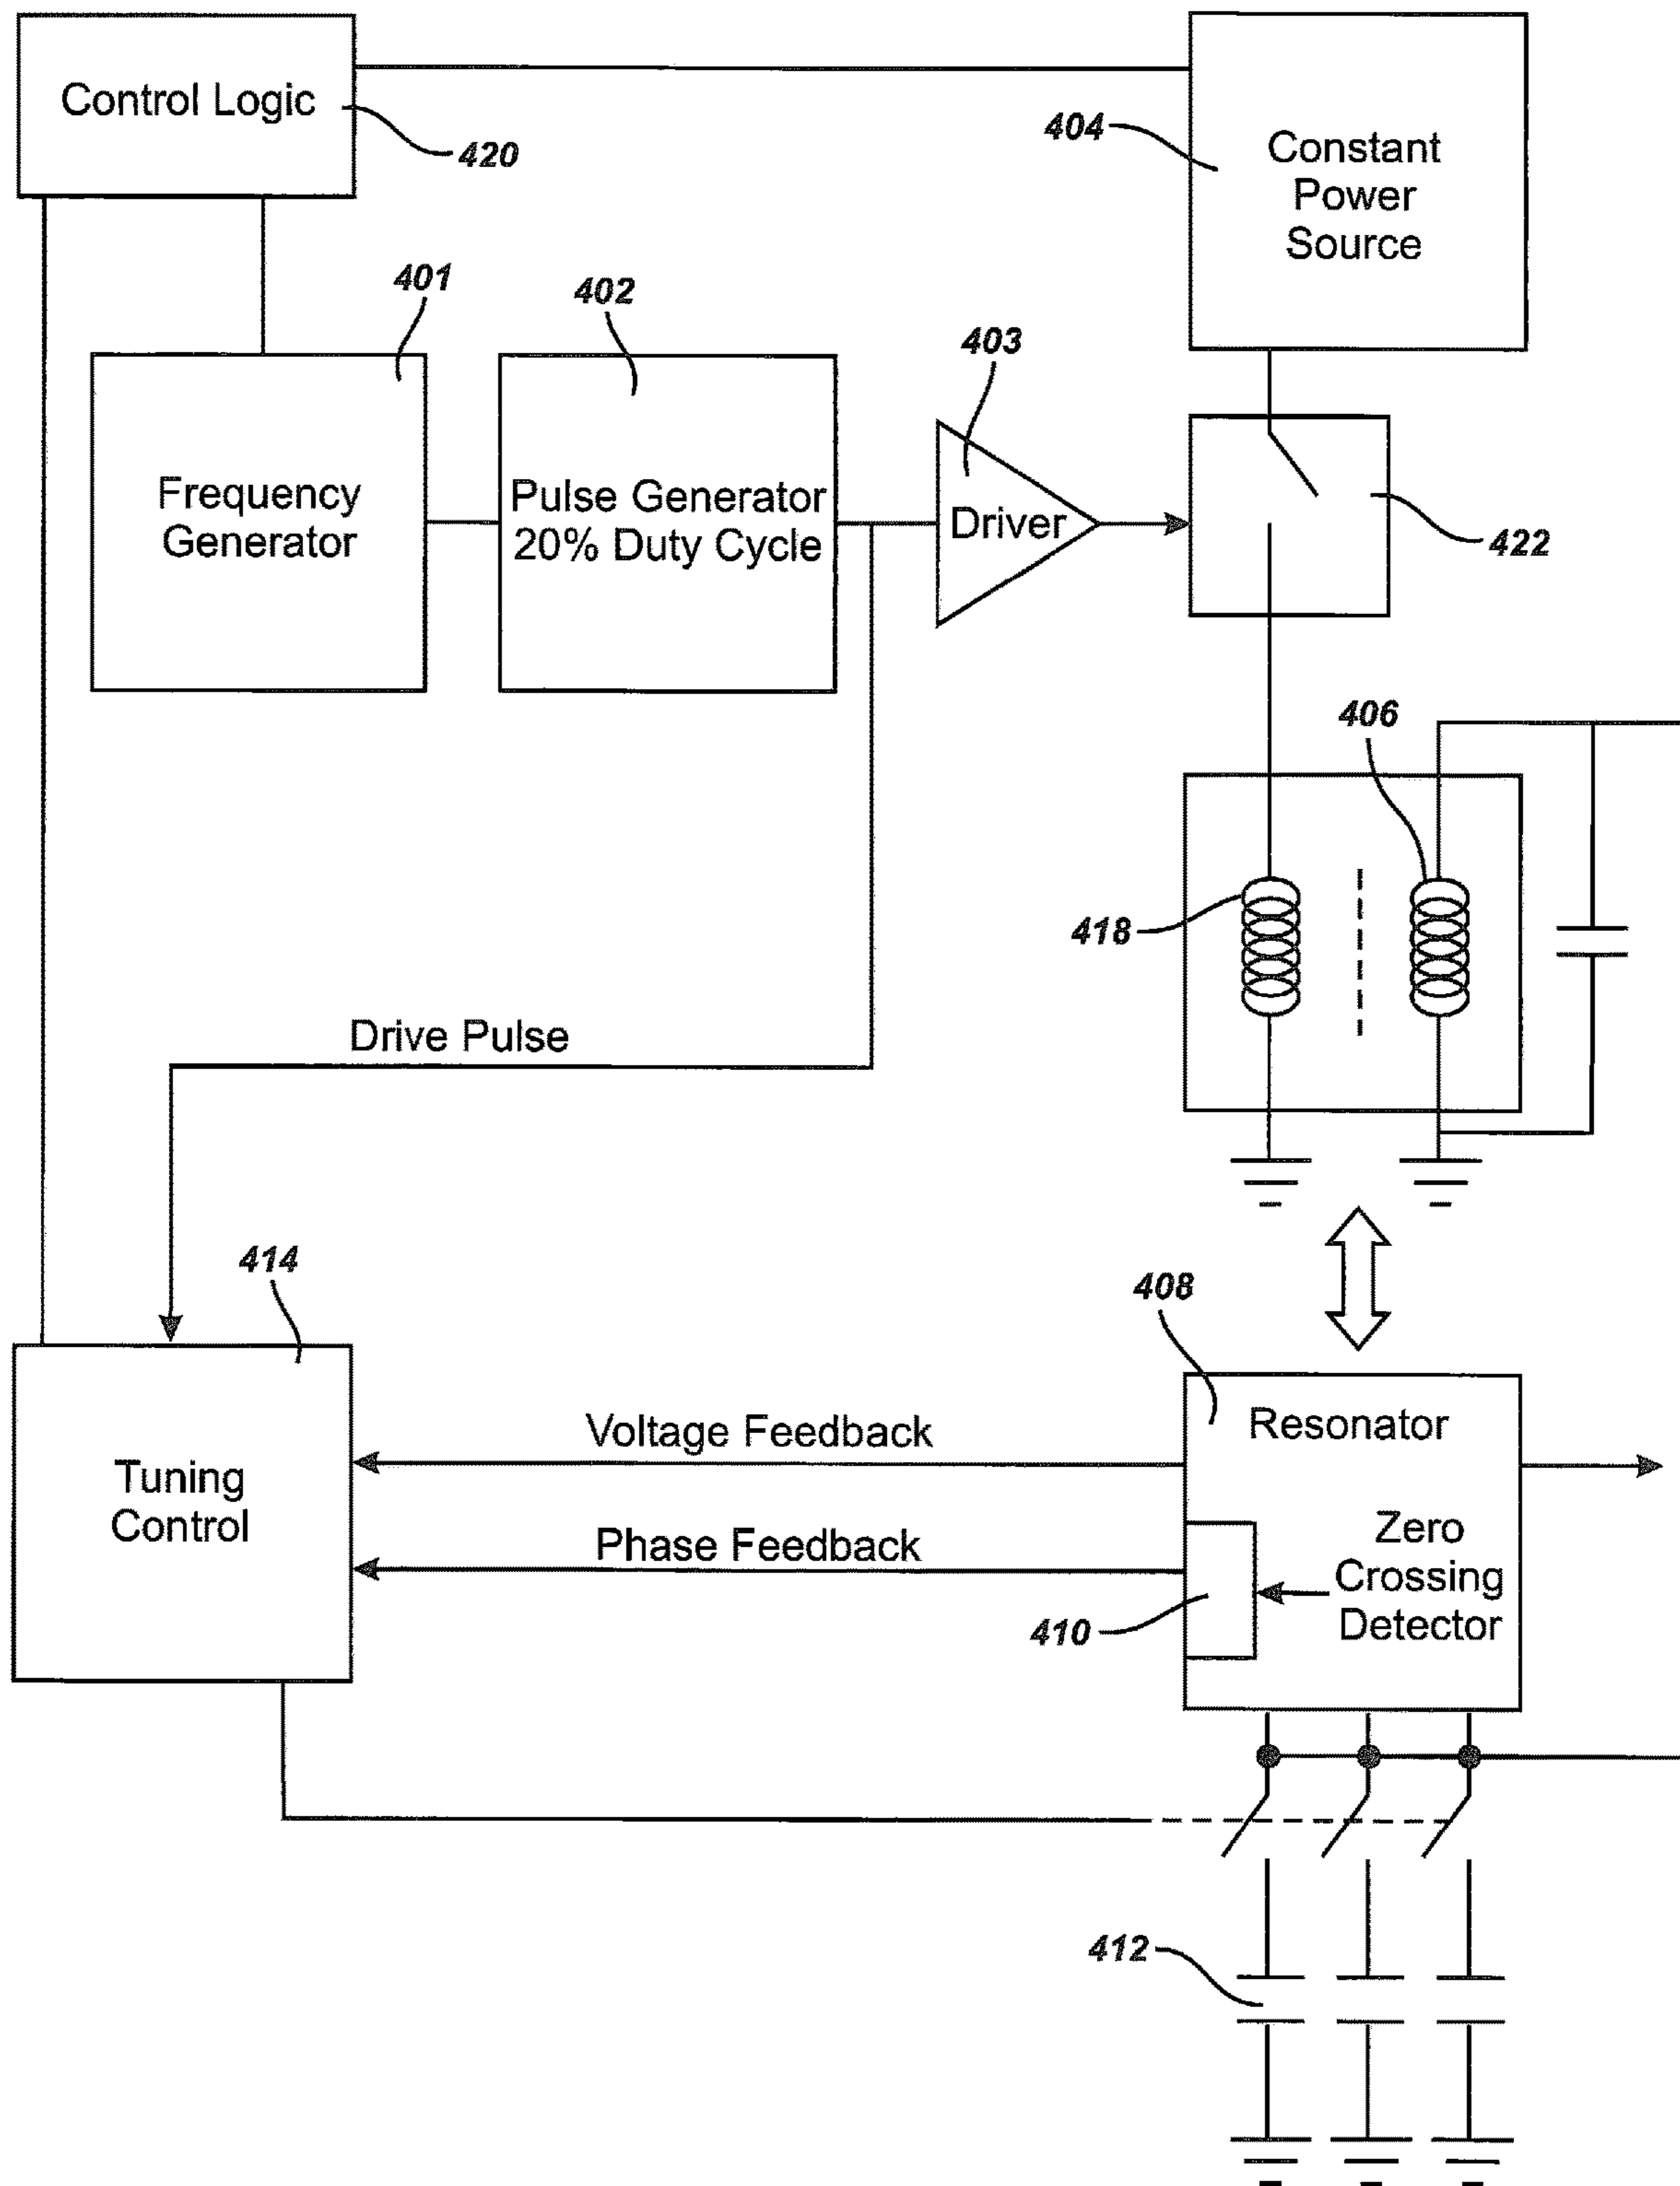 Control Logic
420
404
Constant
Power
Source
401
402
403
Frequency
Generator
Pulse Generator
20% Duty Cycle
Driver
422
406
418
Drive Pulse
414
408
Voltage Feedback
Resonator
Tuning
Control
Phase Feedback
Zero
Crossing
Detector
410
412